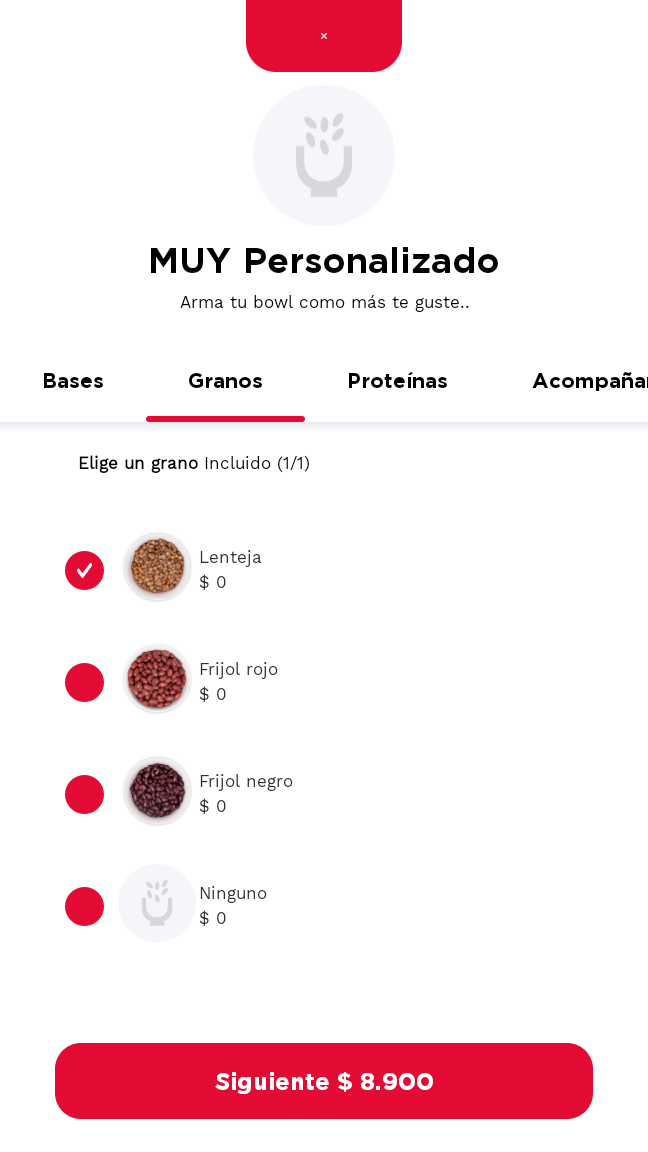 ×
MUY Personalizado
Arma tu bowl como más te guste..
Bases Granos Proteínas Acompaña
Elige un grano Incluido (1/1)
Lenteja
$ 0
Frijol rojo
$ 0
Frijol negro
$ 0
Ninguno
$ 0
Siguiente $ 8.900